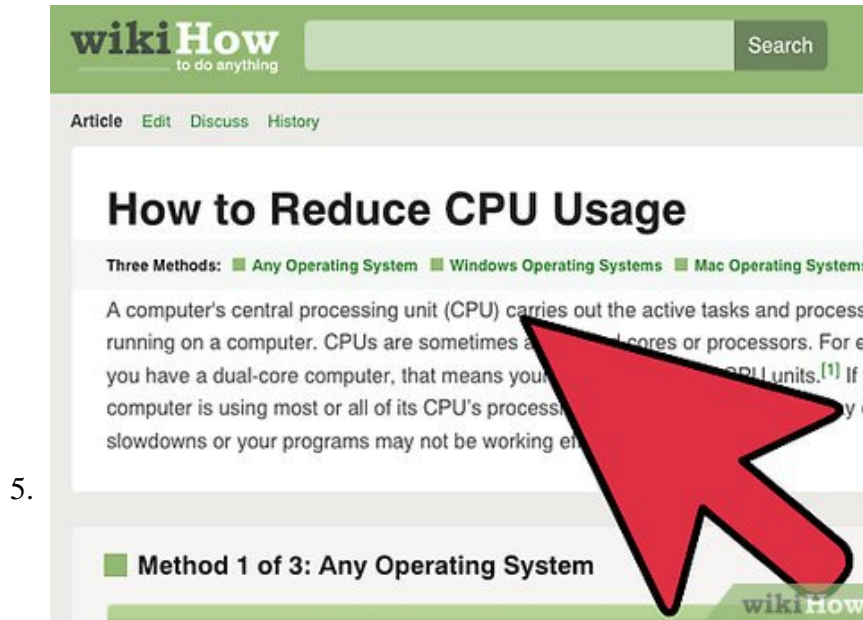 wikiHow
to do anything
Search
Article Edit Discuss History
How to Reduce CPU Usage
Three Methods: Any Operating System Windows Operating Systems Mac Operating Systems
A computer's central processing unit (CPU) carries out the active tasks and process
running on a computer. CPUs are sometimes cores or processors. For e
you have a dual-core computer, that means your CPU units.[1] If
computer is using most or all of its CPU's process
slowdowns or your programs may not be working
5.
Method 1 of 3: Any Operating System
wikiHow